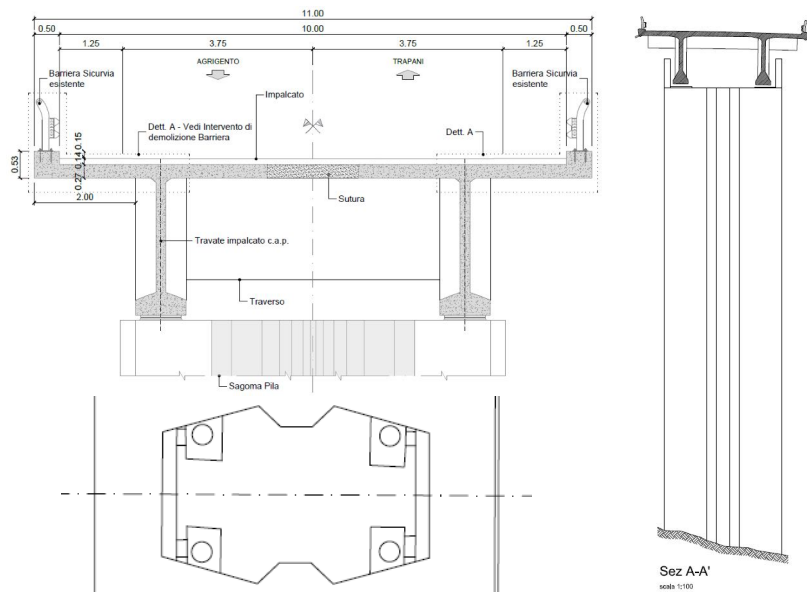 11.00
0.50
10.00
0.50
1.25
3.75
3.75
1.25
AGRIGENTO
TRAPANI
Barriera Sicurvia
esistente
Barriera Sicurvia
esistente
Impalcato
Dett. A - Vedi Intervento di
demolizione Barriera
Dett. A
0.53
0.15
0.14
0.27
2.00
Sutura
Travate impalcato c.a.p.
Traverso
Sagoma Pila
Sez A-A'
scala 1:100